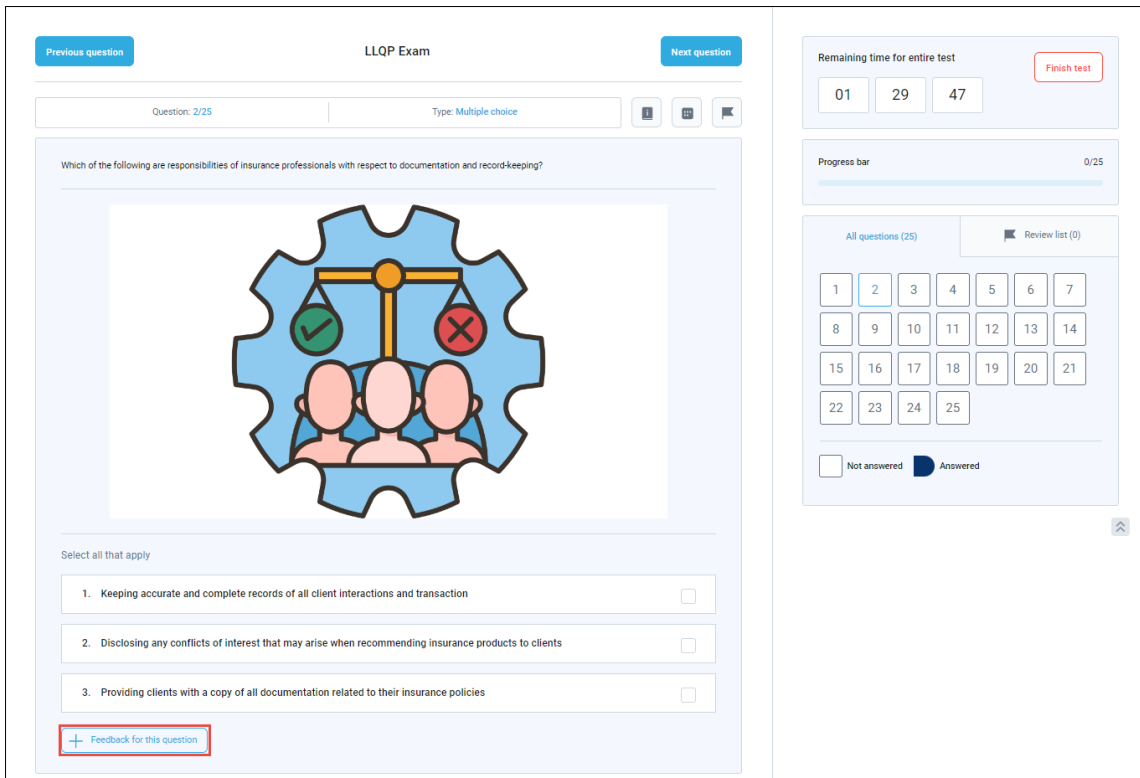 Previous question
LLQP Exam
Next question
Question: 2/25
Type: Multiple choice
Which of the following are responsibilities of insurance professionals with respect to documentation and record-keeping?
Select all that apply
1. Keeping accurate and complete records of all client interactions and transaction
2. Disclosing any conflicts of interest that may arise when recommending insurance products to clients
3. Providing clients with a copy of all documentation related to their insurance policies
Feedback for this question
Remaining time for entire test
Finish test
01 29 47
Progress bar 0/25
All questions (25)
Review list (0)
1 2 3 4 5 6 7
8 9 10 11 12 13 14
15 16 17 18 19 20 21
22 23 24 25
Not answered Answered